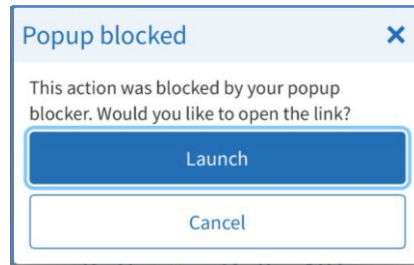 Popup blocked
This action was blocked by your popup
blocker. Would you like to open the link?
Launch
Cancel